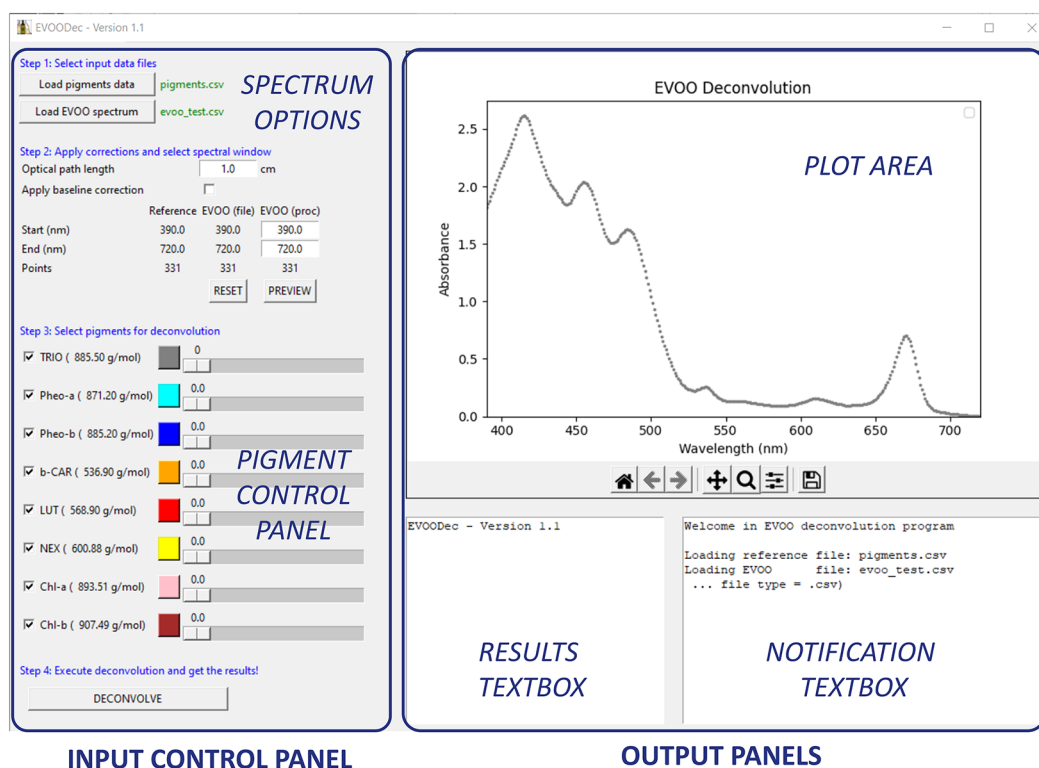 EVOODec - Version 1.1
Step 1: Select input data files
Load pigments data pigments.csv
Load EVOO spectrum evoo_test.csv
SPECTRUM
OPTIONS
Step 2: Apply corrections and select spectral window
Optical path length 1.0 cm
Apply baseline correction
Reference EVOO (file) EVOO (proc)
Start (nm) 390.0 390.0 390.0
End (nm) 720.0 720.0 720.0
Points 331 331 331
RESET PREVIEW
Step 3: Select pigments for deconvolution
TRIO ( 885.50 g/mol) 0
Pheo-a ( 871.20 g/mol) 0.0
Pheo-b ( 885.20 g/mol) 0.0
b-CAR ( 536.90 g/mol) 0.0
LUT ( 568.90 g/mol) 0.0
NEX ( 600.88 g/mol) 0.0
Chl-a ( 893.51 g/mol) 0.0
Chl-b ( 907.49 g/mol) 0.0
PIGMENT
CONTROL
PANEL
Step 4: Execute deconvolution and get the results!
DECONVOLVE
INPUT CONTROL PANEL
EVOO Deconvolution
PLOT AREA
Absorbance
2.5
2.0
1.5
1.0
0.5
0.0
400 450 500 550 600 650 700
Wavelength (nm)
EVOODec - Version 1.1
RESULTS
TEXTBOX
Welcome in EVOO deconvolution program
Loading reference file: pigments.csv
Loading EVOO file: evoo_test.csv
... file type = .csv)
NOTIFICATION
TEXTBOX
OUTPUT PANELS